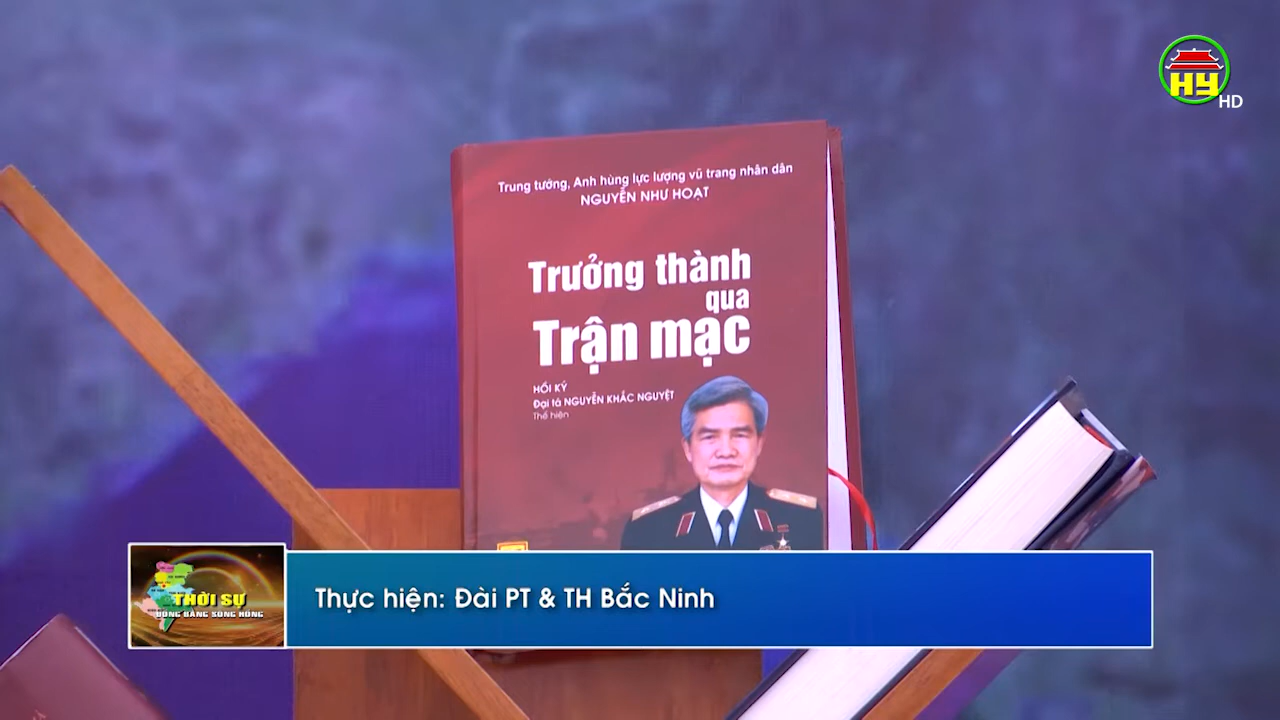 HY
HD
Trung tướng, Anh hùng lực lượng vũ trang nhân dân
NGUYỄN NHƯ HOẠT
Trưởng thành
qua
Trận mạc
HỒI KÝ
Đại tá NGUYỄN KHẮC NGUYỆT
Thể hiện
THỜI SỰ
ĐỒNG BẰNG SÔNG HỒNG
Thực hiện: Đài PT & TH Bắc Ninh